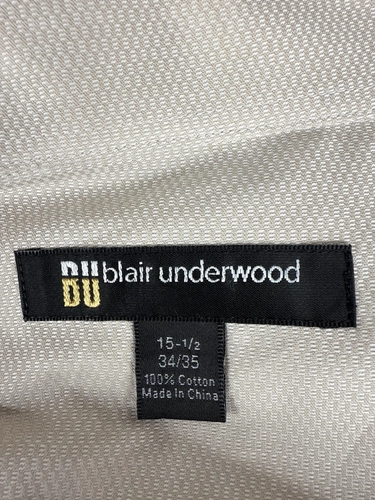 BU blair underwood
15-1/2
34/35
100% Cotton
Made In China